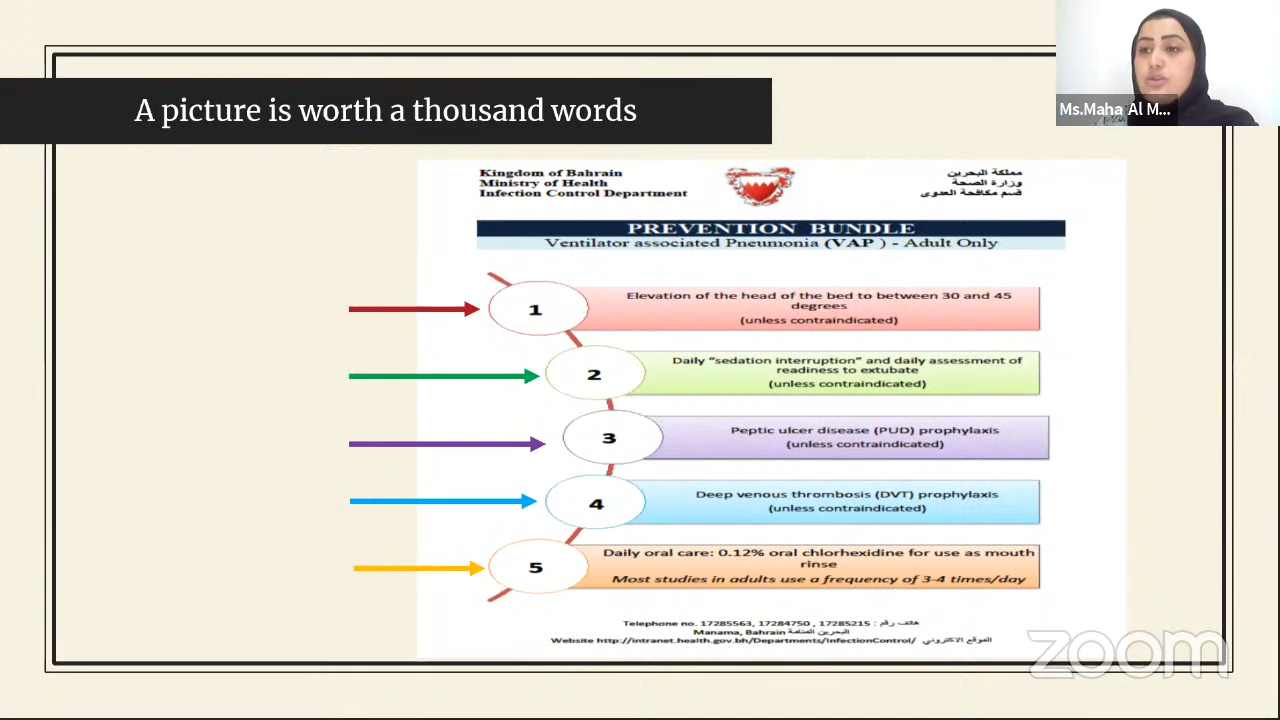 A picture is worth a thousand words
Ms.Maha Al M...
Kingdom of Bahrain
Ministry of Health
Infection Control Department
مملكة البحرين
وزارة الصحة
قسم مكافحة العدوى
PREVENTION BUNDLE
Ventilator associated Pneumonia (VAP ) - Adult Only
1
Elevation of the head of the bed to between 30 and 45
degrees
(unless contraindicated)
2
Daily “sedation interruption” and daily assessment of
readiness to extubate
(unless contraindicated)
3
Peptic ulcer disease (PUD) prophylaxis
(unless contraindicated)
4
Deep venous thrombosis (DVT) prophylaxis
(unless contraindicated)
5
Daily oral care: 0.12% oral chlorhexidine for use as mouth
rinse
Most studies in adults use a frequency of 3-4 times/day
Telephone no. 17285563, 17284750 , 17285215 : هاتف رقم
Manama, Bahrain البحرين المنامة
Website http://intranet.health.gov.bh/Departments/InfectionControl/ الموقع الالكتروني
zoom